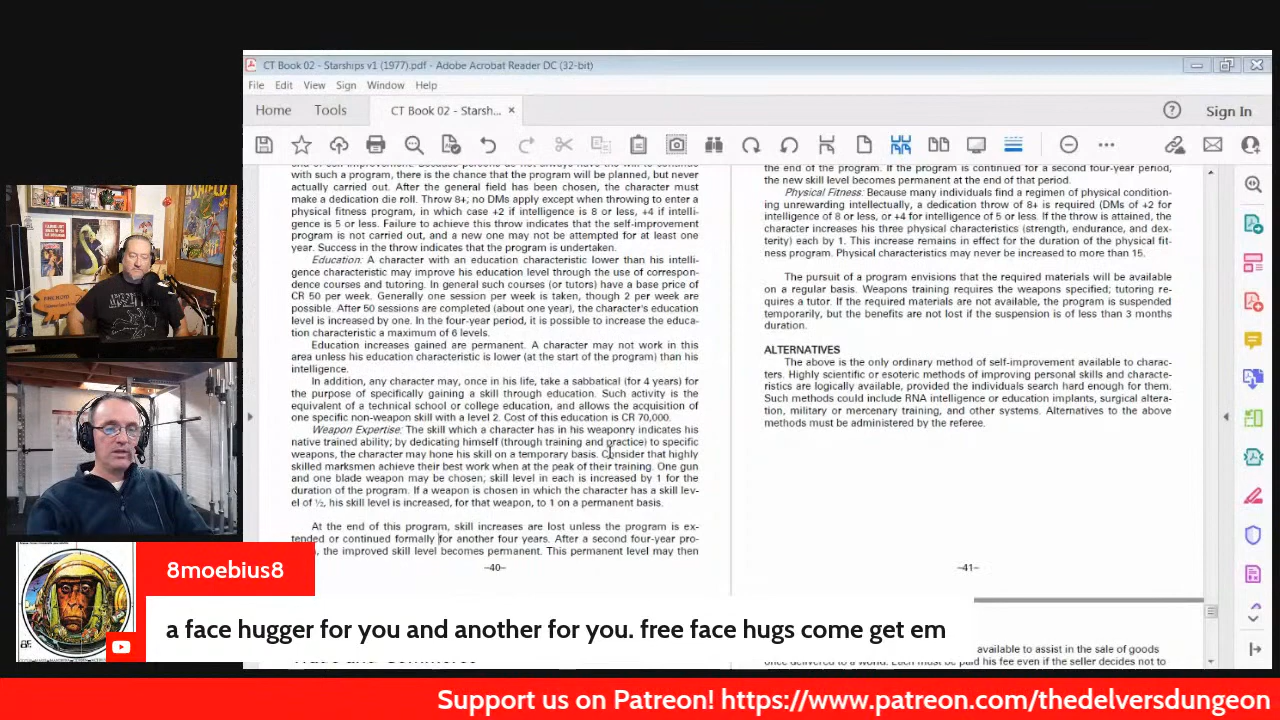 CT Book 02 - Starships v1 (1977).pdf - Adobe Acrobat Reader DC (32-bit)
File Edit View Sign Window Help
Home Tools CT Book 02 - Starsh... × Sign In
with such a program, there is the chance that the program will be planned, but never
actually carried out. After the general field has been chosen, the character must
make a dedication die roll. Throw 8+; no DMs apply except when throwing to enter a
physical fitness program, in which case +2 if intelligence is 8 or less, +4 if intelli-
gence is 5 or less. Failure to achieve this throw indicates that the self-improvement
program is not carried out, and a new one may not be attempted for at least one
year. Success in the throw indicates that the program is undertaken.
Education: A character with an education characteristic lower than his intelli-
gence characteristic may improve his education level through the use of correspon-
dence courses and tutoring. In general such courses (or tutors) have a base price of
CR 50 per week. Generally one session per week is taken, though 2 per week are
possible. After 50 sessions are completed (about one year), the character's education
level is increased by one. In the four-year period, it is possible to increase the educa-
tion characteristic a maximum of 6 levels.
Education increases gained are permanent. A character may not work in this
area unless his education characteristic is lower (at the start of the program) than his
intelligence.
In addition, any character may, once in his life, take a sabbatical (for 4 years) for
the purpose of specifically gaining a skill through education. Such activity is the
equivalent of a technical school or college education, and allows the acquisition of
one specific non-weapon skill with a level 2. Cost of this education is CR 70,000.
Weapon Expertise: The skill which a character has in his weaponry indicates his
native trained ability; by dedicating himself (through training and practice) to specific
weapons, the character may hone his skill on a temporary basis. Consider that highly
skilled marksmen achieve their best work when at the peak of their training. One gun
and one blade weapon may be chosen; skill level in each is increased by 1 for the
duration of the program. If a weapon is chosen in which the character has a skill lev-
el of ½, his skill level is increased, for that weapon, to 1 on a permanent basis.
At the end of this program, skill increases are lost unless the program is ex-
tended or continued formally for another four years. After a second four-year pro-
the improved skill level becomes permanent. This permanent level may then
–40–
the end of the program. If the program is continued for a second four-year period,
the new skill level becomes permanent at the end of that period.
Physical Fitness: Because many individuals find a regimen of physical condition-
ing unrewarding intellectually, a dedication throw of 8+ is required (DMs of +2 for
intelligence of 8 or less, or +4 for intelligence of 5 or less. If the throw is attained, the
character increases his three physical characteristics (strength, endurance, and dex-
terity) each by 1. This increase remains in effect for the duration of the physical fit-
ness program. Physical characteristics may never be increased to more than 15.
The pursuit of a program envisions that the required materials will be available
on a regular basis. Weapons training requires the weapons specified; tutoring re-
quires a tutor. If the required materials are not available, the program is suspended
temporarily, but the benefits are not lost if the suspension is of less than 3 months
duration.
ALTERNATIVES
The above is the only ordinary method of self-improvement available to charac-
ters. Highly scientific or esoteric methods of improving personal skills and characte-
ristics are logically available, provided the individuals search hard enough for them.
Such methods could include RNA intelligence or education implants, surgical altera-
tion, military or mercenary training, and other systems. Alternatives to the above
methods must be administered by the referee.
–41–
available to assist in the sale of goods
once delivered to a world. Each must be paid his fee even if the seller decides not to
8moebius8
a face hugger for you and another for you. free face hugs come get em
Support us on Patreon! https://www.patreon.com/thedelversdungeon